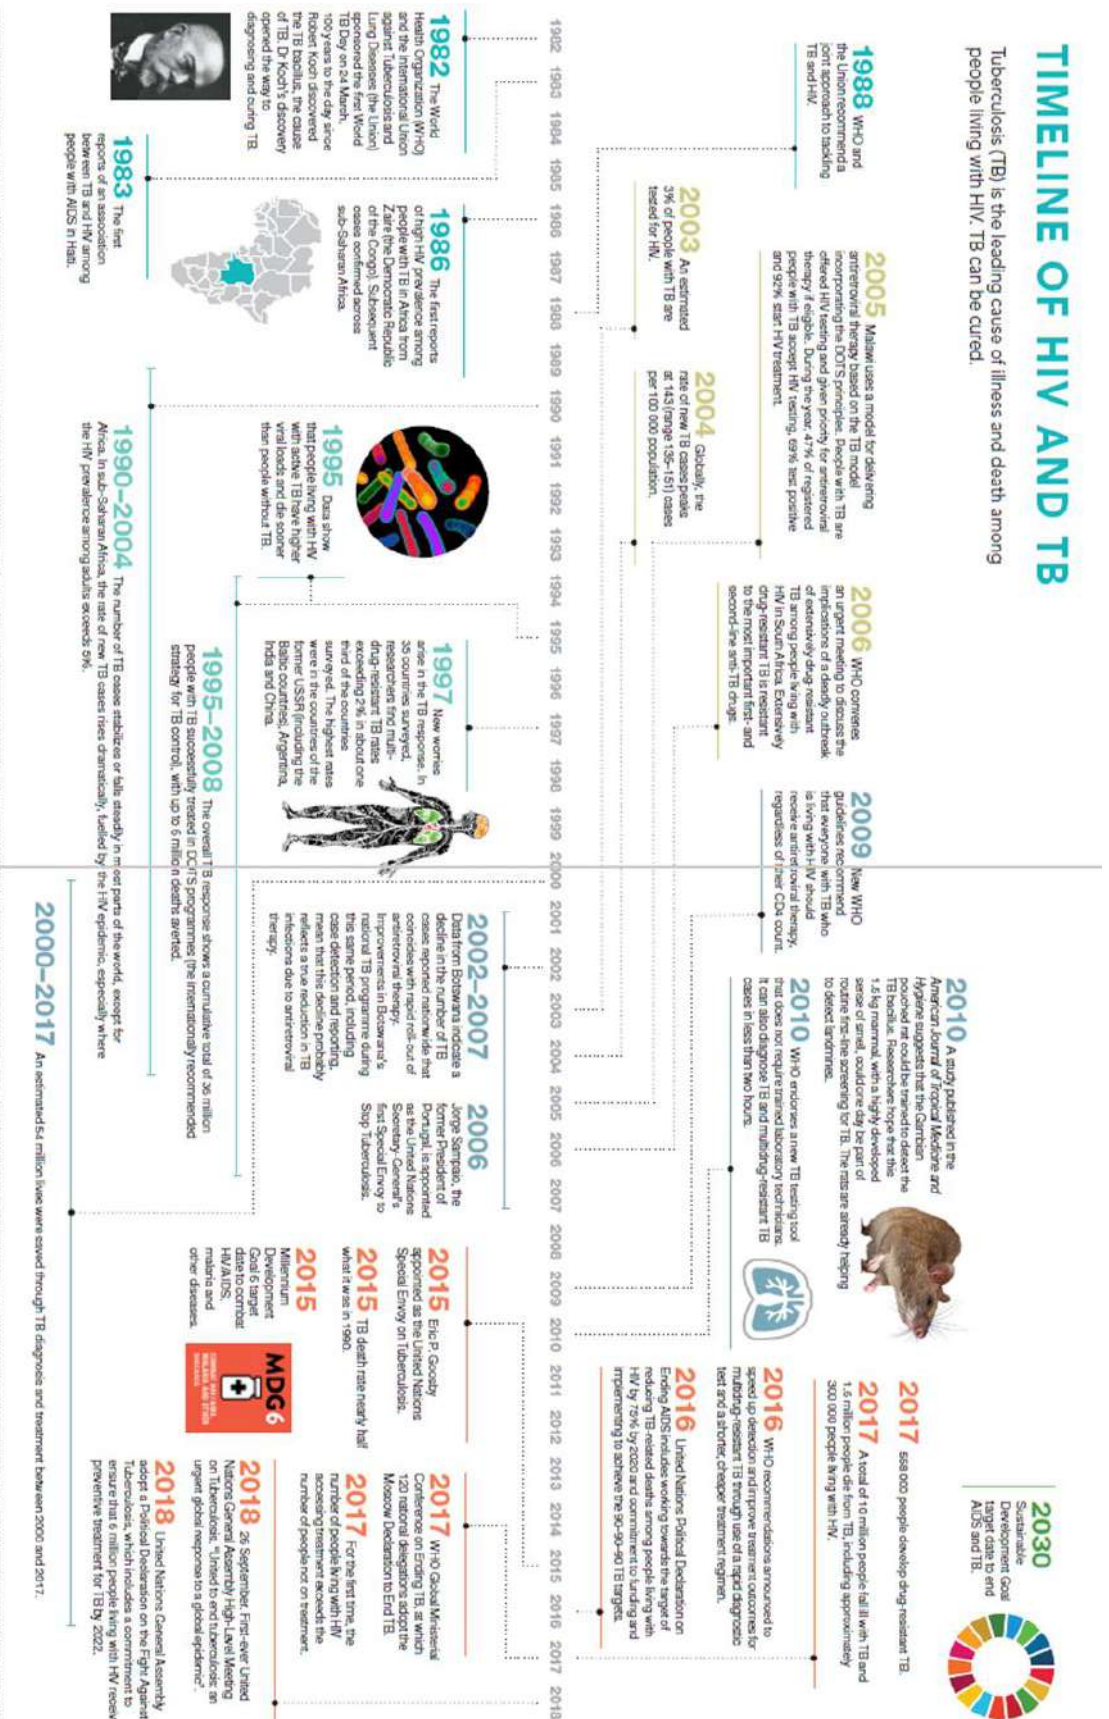 TIMELINE OF HIV AND TB
Tuberculosis (TB) is the leading cause of illness and death among
people living with HIV. TB can be cured.
1988 WHO and
the Union recommend a
joint approach to tackling
TB and HIV.
2003 An estimated
3% of people with TB are
tested for HIV.
2005 Malawi uses a model for delivering
antiretroviral therapy based on the TB model
incorporating the DOTS principles. People with TB are
offered HIV testing and given priority for antiretroviral
therapy if eligible. During the year, 47% of registered
people with TB accept HIV testing, 69% test positive
and 92% start HIV treatment.
2004 Globally, the
rate of new TB cases peaks
at 143 (range 135–151) cases
per 100 000 population.
2006 WHO convenes
an urgent meeting to discuss the
implications of a deadly outbreak
of extensively drug resistant
TB among people living with
HIV in South Africa. Extensively
drug-resistant TB is resistant
to the most important first- and
second-line anti-TB drugs.
2009 New WHO
guidelines recommend
that everyone with TB who
is living with HIV should
receive antiretroviral therapy,
regardless of their CD4 count.
2010 A study published in the
American Journal of Tropical Medicine and
Hygiene suggests that the Gambian
pouched rat could be trained to detect the
TB bacillus. Researchers hope that this
1.5 kg mammal, with a highly developed
sense of smell, could one day be part of
routine first-line screening for TB. The rats are already helping
to detect landmines.
2010 WHO endorses a new TB testing tool
that does not require trained laboratory technicians.
It can also diagnose TB and multidrug-resistant TB
cases in less than two hours.
2030
Sustainable
Development Goal
target date to end
AIDS and TB.
2017 558 000 people develop drug-resistant TB.
2017 A total of 10 million people fall ill with TB and
1.6 million people die from TB, including approximately
300 000 people living with HIV.
2016 WHO recommendations announced to
speed up detection and improve treatment outcomes for
multidrug-resistant TB through use of a rapid diagnostic
test and a shorter, cheaper treatment regimen.
2016 United Nations Political Declaration on
Ending AIDS includes working towards the target of
reducing TB-related deaths among people living with
HIV by 75% by 2020 and commitment to funding and
implementing to achieve the 90–90–90 TB targets.
1982 1983 1984 1985 1986 1987 1988 1989 1990 1991 1992 1993 1994 1995 1996 1997 1998 1999 2000 2001 2002 2003 2004 2005 2006 2007 2008 2009 2010 2011 2012 2013 2014 2015 2016 2017 2018
1982 The World
Health Organization (WHO)
and the International Union
against Tuberculosis and
Lung Diseases (the Union)
sponsored the first World
TB Day on 24 March,
100 years to the day since
Robert Koch discovered
the TB bacillus, the cause
of TB. Dr Koch's discovery
opened the way to
diagnosing and curing TB.
1983 The first
reports of an association
between TB and HIV among
people with AIDS in Haiti.
1986 The first reports
of high HIV prevalence among
people with TB in Africa from
Zaire (the Democratic Republic
of the Congo). Subsequent
cases confirmed across
sub-Saharan Africa.
1995 Data show
that people living with HIV
with active TB have higher
viral loads and die sooner
than people without TB.
1990–2004 The number of TB cases stabilizes or falls steadily in most parts of the world, except for
Africa. In sub-Saharan Africa, the rate of new TB cases rises dramatically, fuelled by the HIV epidemic, especially where
the HIV prevalence among adults exceeds 5%.
1997 New worries
arise in the TB response. In
35 countries surveyed,
researchers find multi-
drug-resistant TB rates
exceeding 2% in about one
third of the countries
surveyed. The highest rates
were in the countries of the
former USSR (including the
Baltic countries), Argentina,
India and China.
1995–2008 The overall TB response shows a cumulative total of 36 million
people with TB successfully treated in DOTS programmes (the internationally recommended
strategy for TB control), with up to 6 million deaths averted.
2002–2007
Data from Botswana indicate a
decline in the number of TB
cases reported nationwide that
coincides with rapid roll-out of
antiretroviral therapy.
Improvements in Botswana's
national TB programme during
this same period, including
case detection and reporting,
mean that this decline probably
reflects a true reduction in TB
infections due to antiretroviral
therapy.
2006
Jorge Sampaio, the
former President of
Portugal, is appointed
as the United Nations
Secretary-General's
first Special Envoy to
Stop Tuberculosis.
2015 Eric P. Goosby
appointed as the United Nations
Special Envoy on Tuberculosis.
2015 TB death rate nearly half
what it was in 1990.
2015
Millennium
Development
Goal 6 target
date to combat
HIV/AIDS,
malaria and
other diseases.
MDG6
COMBAT HIV/AIDS,
MALARIA AND OTHER
DISEASES
2017 WHO Global Ministerial
Conference on Ending TB, at which
120 national delegations adopt the
Moscow Declaration to End TB.
2017 For the first time, the
number of people living with HIV
accessing treatment exceeds the
number of people not on treatment.
2018 26 September. First-ever United
Nations General Assembly High-Level Meeting
on Tuberculosis, "United to end tuberculosis: an
urgent global response to a global epidemic".
2018 United Nations General Assembly
adopt a Political Declaration on the Fight Against
Tuberculosis, which includes a commitment to
ensure that 6 million people living with HIV receiv
preventive treatment for TB by 2022.
2000–2017 An estimated 54 million lives were saved through TB diagnosis and treatment between 2000 and 2017.